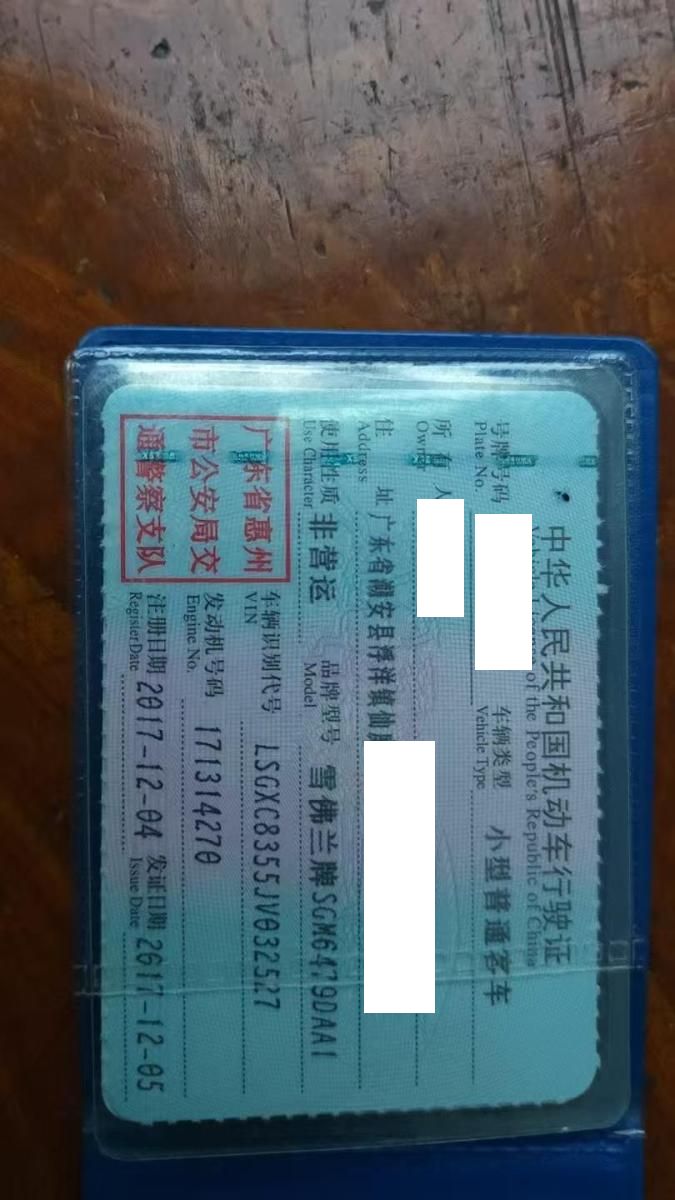 中华人民共和国机动车行驶证
of the People's Republic of China
号牌号码 车辆类型 小型普通客车
Plate No. Vehicle Type
所有人
Owner
住址 广东省潮安县浮洋镇仙
Address
使用性质 非营运 品牌型号 雪佛兰牌SGM6479DAA1
Use Character Model
广东省惠州
市公安局交
通警察支队
车辆识别代号 LSGXC8355JV032527
VIN
发动机号码 171314270
Engine No.
注册日期 2017-12-04 发证日期 2017-12-05
Register Date Issue Date